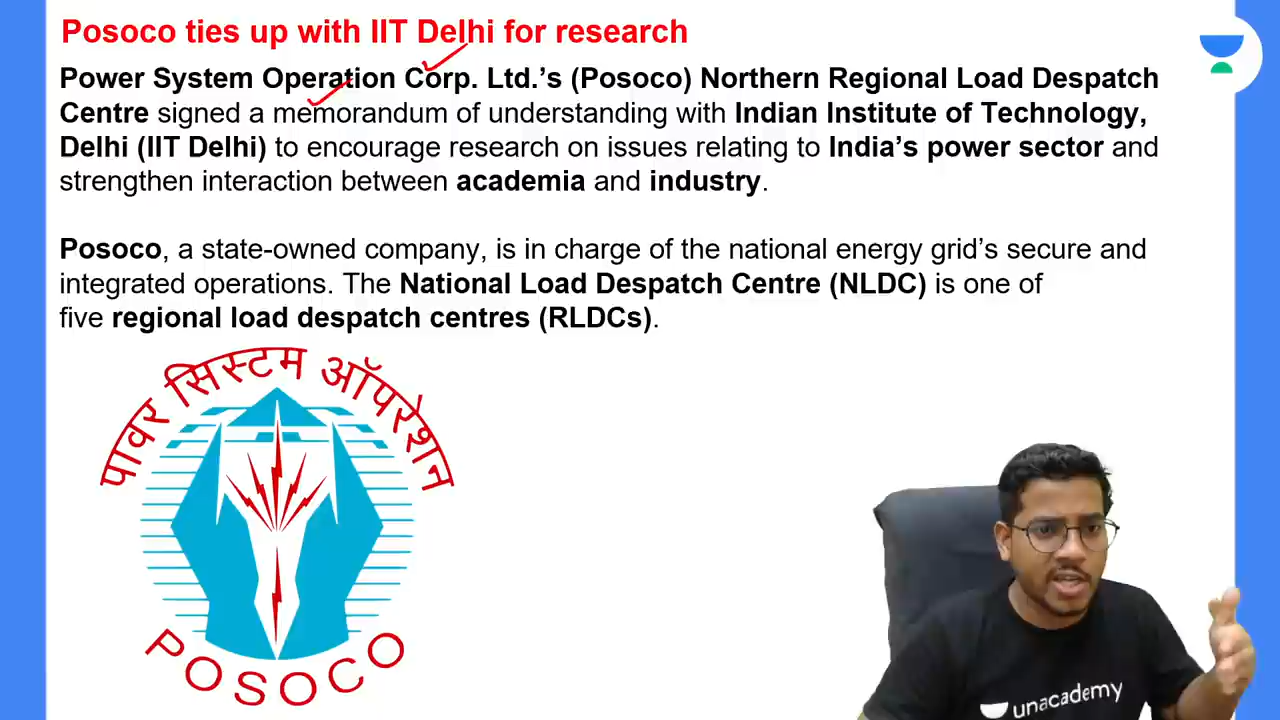 Posoco ties up with IIT Delhi for research
Power System Operation Corp. Ltd.’s (Posoco) Northern Regional Load Despatch
Centre signed a memorandum of understanding with Indian Institute of Technology,
Delhi (IIT Delhi) to encourage research on issues relating to India’s power sector and
strengthen interaction between academia and industry.
Posoco, a state-owned company, is in charge of the national energy grid’s secure and
integrated operations. The National Load Despatch Centre (NLDC) is one of
five regional load despatch centres (RLDCs).
पावर सिस्टम ऑपरेशन
POSOCO
unacademy